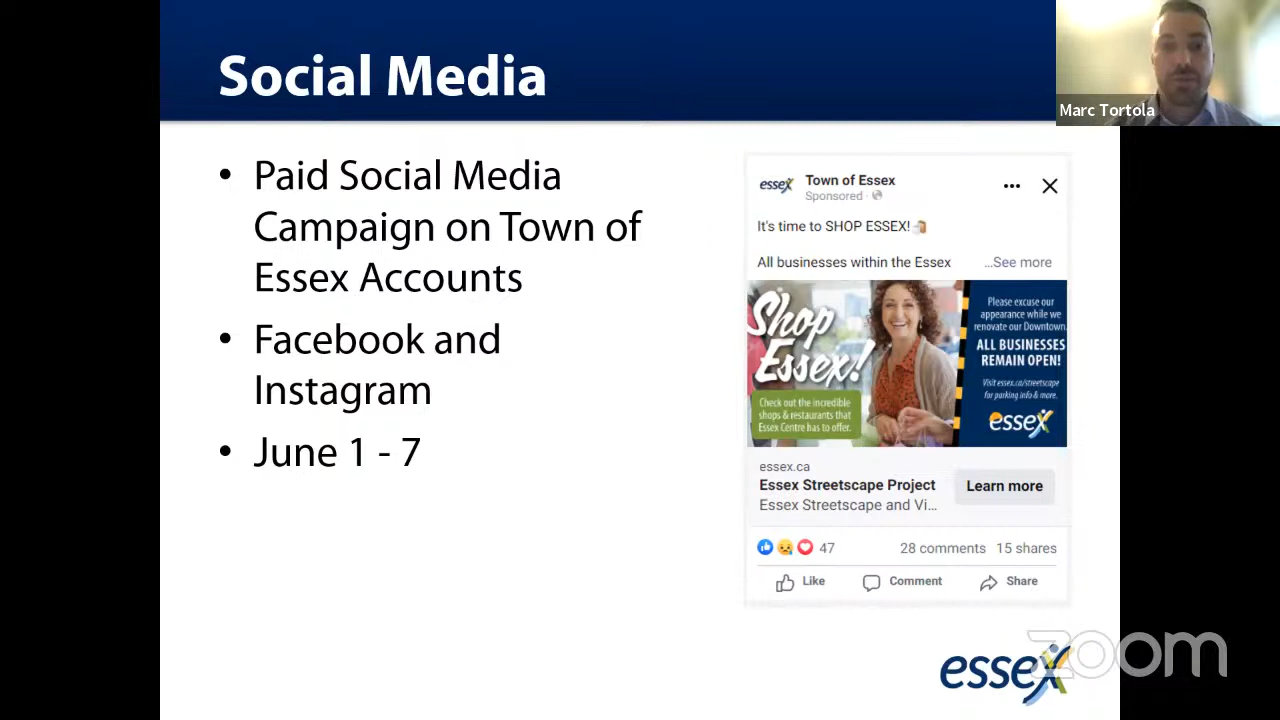 Social Media
Marc Tortola
• Paid Social Media
Campaign on Town of
Essex Accounts
• Facebook and
Instagram
• June 1 - 7
essex
Town of Essex
Sponsored ·
It's time to SHOP ESSEX!
All businesses within the Essex
...See more
Shop
Essex!
Check out the incredible
shops & restaurants that
Essex Centre has to offer.
Please excuse our
appearance while we
renovate our Downtown.
ALL BUSINESSES
REMAIN OPEN!
Visit essex.ca/streetscape
for parking info & more.
essex
essex.ca
Essex Streetscape Project
Essex Streetscape and Vi...
Learn more
47
28 comments 15 shares
Like
Comment
Share
essex
zoom